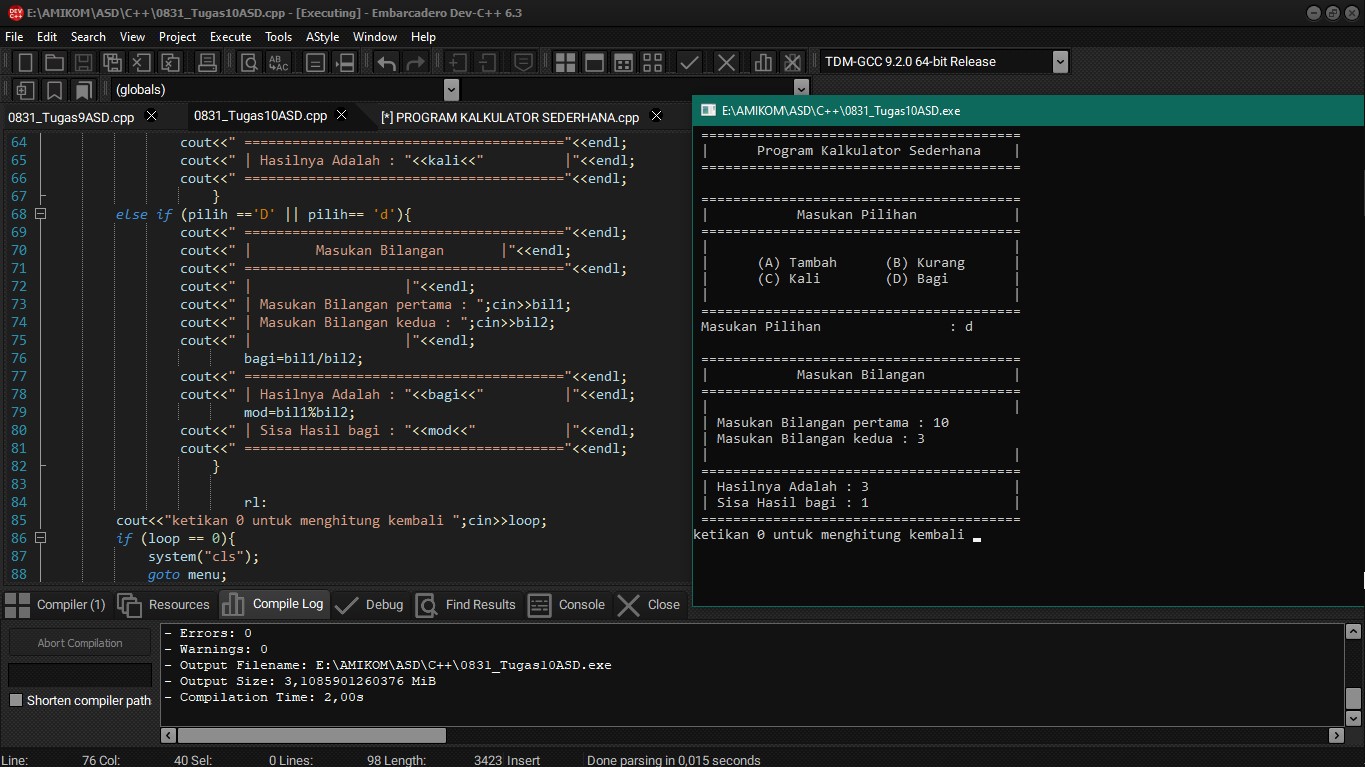 E:\AMIKOM\ASD\C++\0831_Tugas10ASD.cpp - [Executing] - Embarcadero Dev-C++ 6.3
File Edit Search View Project Execute Tools AStyle Window Help
TDM-GCC 9.2.0 64-bit Release
(globals)
0831_Tugas9ASD.cpp 0831_Tugas10ASD.cpp [*] PROGRAM KALKULATOR SEDERHANA.cpp
64 cout<<" ========================================"<<endl;
65 cout<<" | Hasilnya Adalah : "<<kali<<" |"<<endl;
66 cout<<" ========================================"<<endl;
67 }
68 else if (pilih =='D' || pilih== 'd'){
69 cout<<" ========================================"<<endl;
70 cout<<" | Masukan Bilangan |"<<endl;
71 cout<<" ========================================"<<endl;
72 cout<<" | |"<<endl;
73 cout<<" | Masukan Bilangan pertama : ";cin>>bil1;
74 cout<<" | Masukan Bilangan kedua : ";cin>>bil2;
75 cout<<" | |"<<endl;
76 bagi=bil1/bil2;
77 cout<<" ========================================"<<endl;
78 cout<<" | Hasilnya Adalah : "<<bagi<<" |"<<endl;
79 mod=bil1%bil2;
80 cout<<" | Sisa Hasil bagi : "<<mod<<" |"<<endl;
81 cout<<" ========================================"<<endl;
82 }
83
84 rl:
85 cout<<"ketikan 0 untuk menghitung kembali ";cin>>loop;
86 if (loop == 0){
87 system("cls");
88 goto menu;
E:\AMIKOM\ASD\C++\0831_Tugas10ASD.exe
========================================
| Program Kalkulator Sederhana |
========================================
========================================
| Masukan Pilihan |
========================================
| |
| (A) Tambah (B) Kurang |
| (C) Kali (D) Bagi |
| |
========================================
Masukan Pilihan : d
========================================
| Masukan Bilangan |
========================================
| |
| Masukan Bilangan pertama : 10
| Masukan Bilangan kedua : 3
| |
========================================
| Hasilnya Adalah : 3 |
| Sisa Hasil bagi : 1 |
========================================
ketikan 0 untuk menghitung kembali _
Compiler (1) Resources Compile Log Debug Find Results Console Close
Abort Compilation
Shorten compiler path
- Errors: 0
- Warnings: 0
- Output Filename: E:\AMIKOM\ASD\C++\0831_Tugas10ASD.exe
- Output Size: 3,1085901260376 MiB
- Compilation Time: 2,00s
Line: 76 Col: 40 Sel: 0 Lines: 98 Length: 3423 Insert Done parsing in 0,015 seconds